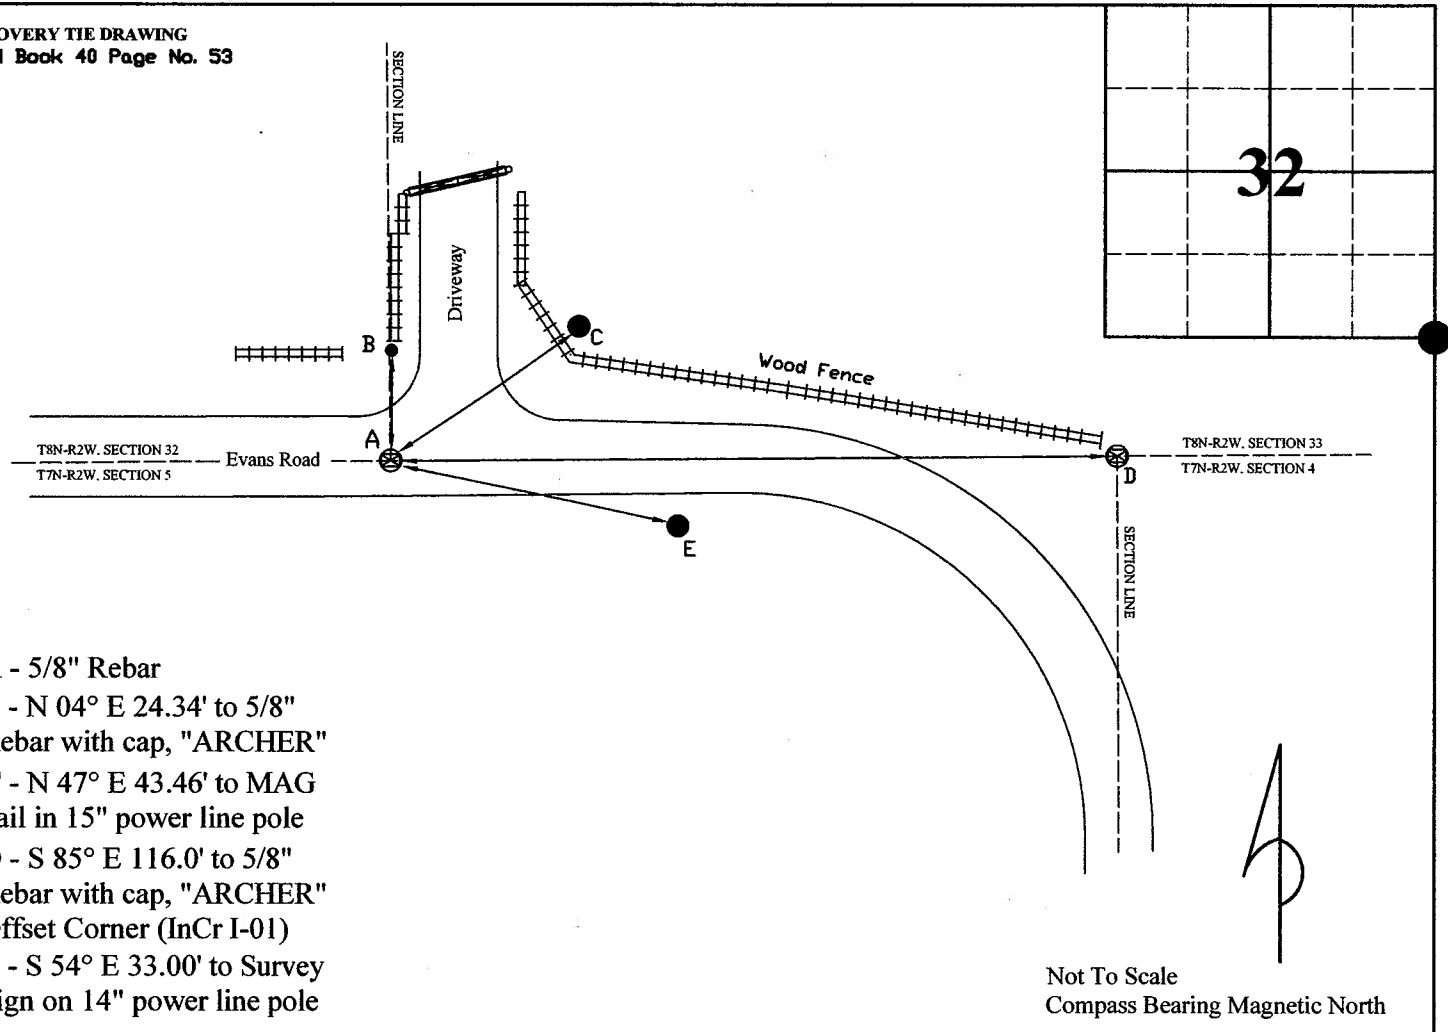 OVERY TIE DRAWING
Book 40 Page No. 53
SECTION LINE
32
Driveway
B
C
Wood Fence
A
T8N-R2W, SECTION 32
Evans Road
T7N-R2W, SECTION 5
T8N-R2W, SECTION 33
T7N-R2W, SECTION 4
D
E
SECTION LINE
- 5/8" Rebar
- N 04° E 24.34' to 5/8"
ebar with cap, "ARCHER"
- N 47° E 43.46' to MAG
ail in 15" power line pole
- S 85° E 116.0' to 5/8"
ebar with cap, "ARCHER"
ffset Corner (InCr I-01)
- S 54° E 33.00' to Survey
ign on 14" power line pole
Not To Scale
Compass Bearing Magnetic North